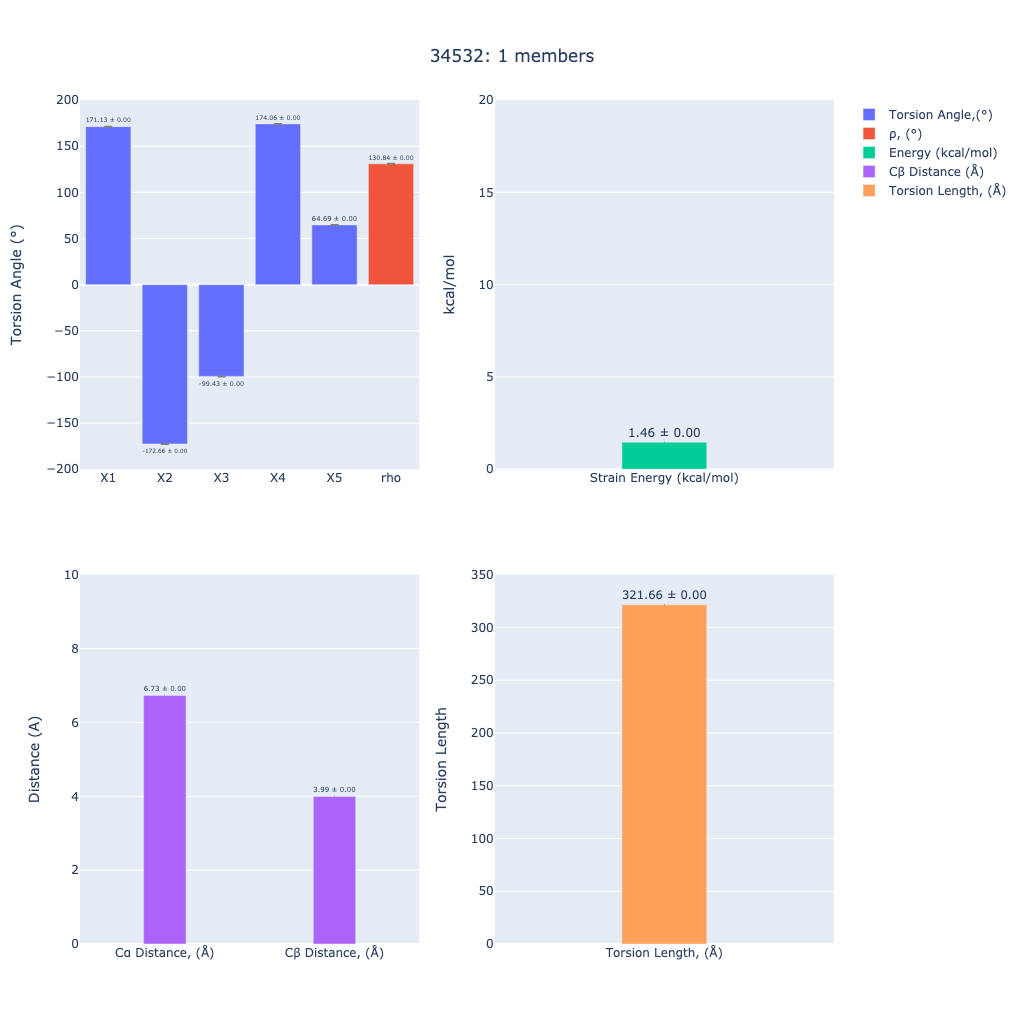 34532: 1 members
Torsion Angle (°)
200
150
100
50
0
−50
−100
−150
−200
171.13 ± 0.00
-172.66 ± 0.00
-99.43 ± 0.00
174.06 ± 0.00
64.69 ± 0.00
130.84 ± 0.00
X1 X2 X3 X4 X5 rho
kcal/mol
20
15
10
5
0
1.46 ± 0.00
Strain Energy (kcal/mol)
Torsion Angle,(°)
ρ, (°)
Energy (kcal/mol)
Cβ Distance (Å)
Torsion Length, (Å)
Distance (A)
10
8
6
4
2
0
6.73 ± 0.00
3.99 ± 0.00
Cα Distance, (Å) Cβ Distance, (Å)
Torsion Length
350
300
250
200
150
100
50
0
321.66 ± 0.00
Torsion Length, (Å)